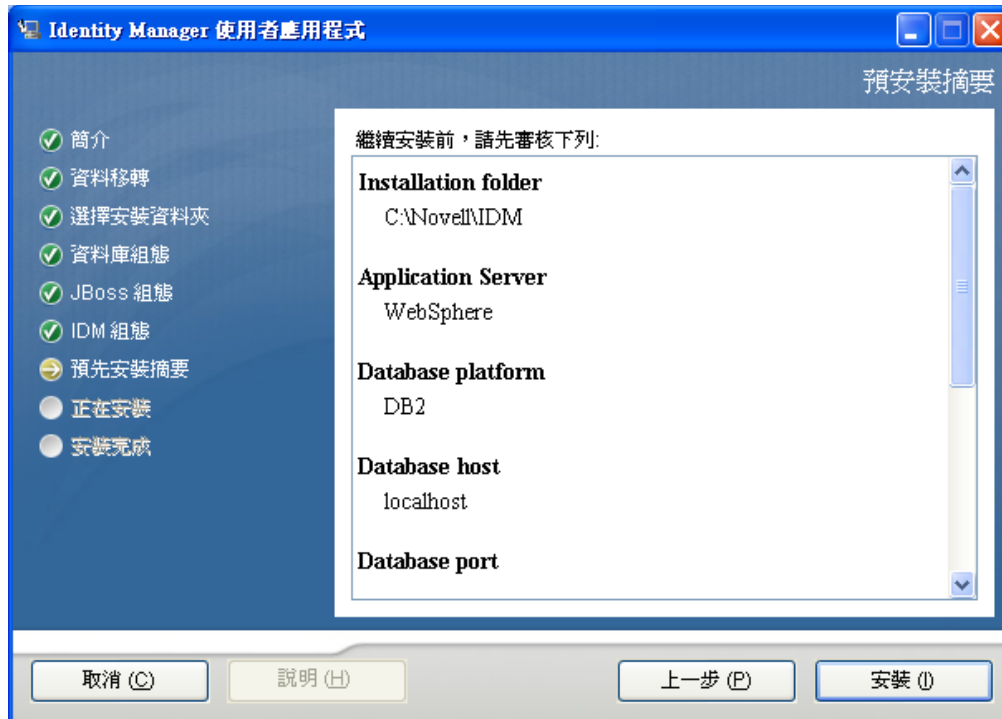 Identity Manager 使用者應用程式
預安裝摘要
簡介
資料移轉
選擇安裝資料夾
資料庫組態
JBoss 組態
IDM 組態
預先安裝摘要
正在安裝
安裝完成
繼續安裝前，請先審核下列:
Installation folder
C:\Novell\IDM
Application Server
WebSphere
Database platform
DB2
Database host
localhost
Database port
取消 (C)
說明 (H)
上一步 (P)
安裝 (I)